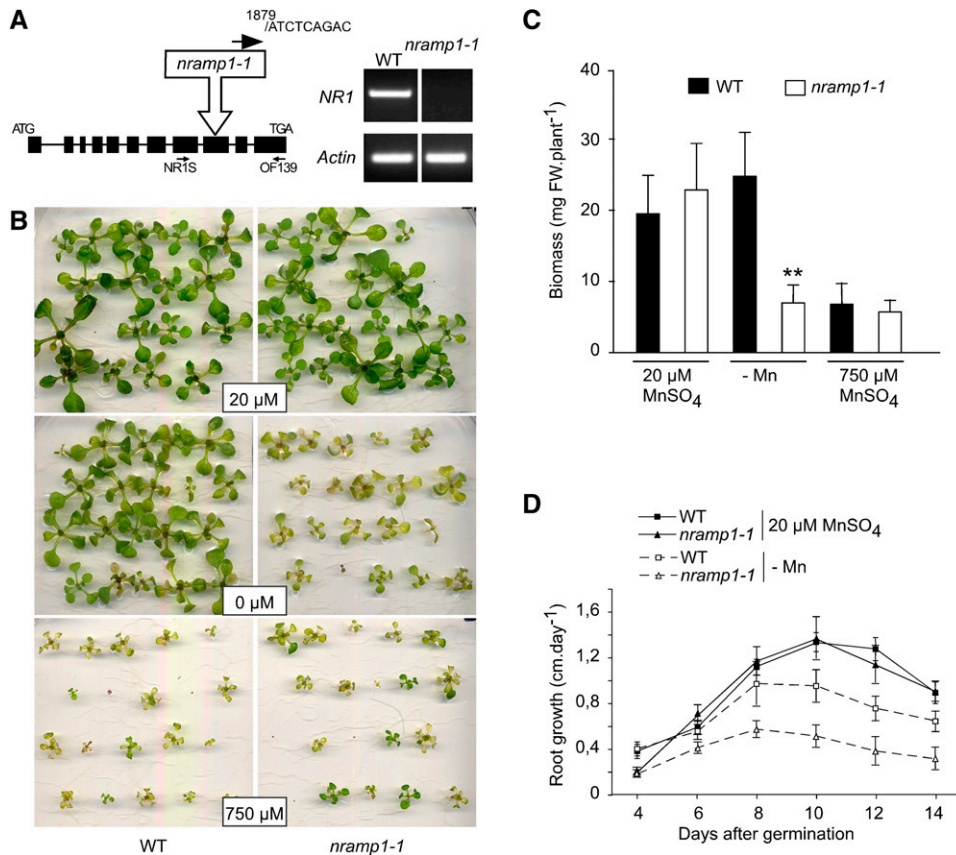 A
1879
/ATCTCAGAC
nramp1-1
ATG
TGA
NR1S
OF139
WT
nramp1-1
NR1
Actin
B
20 µM
0 µM
750 µM
WT
nramp1-1
C
WT
nramp1-1
Biomass (mg FW.plant-1)
40
30
20
10
0
**
20 µM MnSO4
- Mn
750 µM MnSO4
D
WT
nramp1-1
20 µM MnSO4
WT
nramp1-1
- Mn
Root growth (cm.day-1)
1,6
1,2
0,8
0,4
0
4 6 8 10 12 14
Days after germination